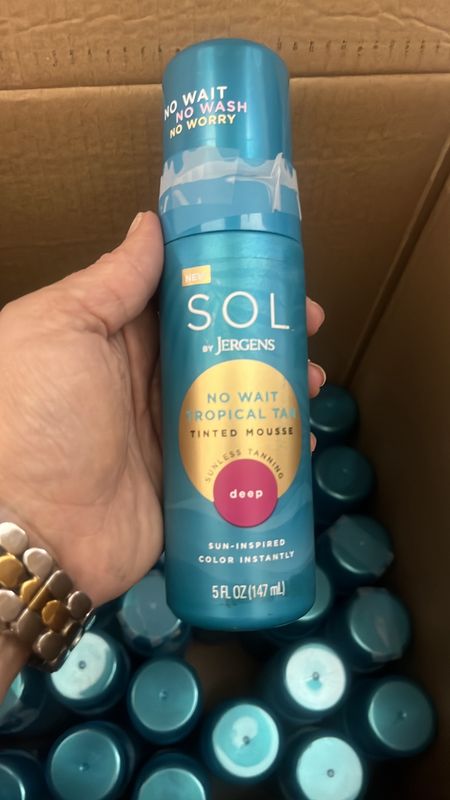 NO WAIT
NO WASH
NO WORRY
NEW
SOL
BY JERGENS
NO WAIT
TROPICAL TAN
TINTED MOUSSE
SUNLESS TANNING
deep
SUN-INSPIRED
COLOR INSTANTLY
5 FL OZ (147 mL)